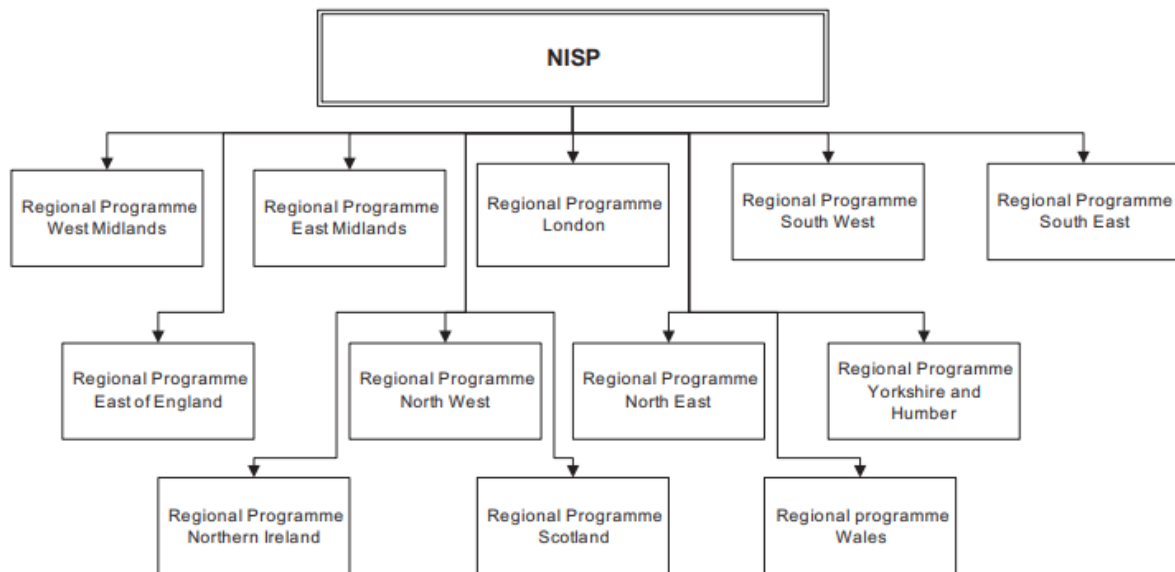 NISP
Regional Programme
West Midlands
Regional Programme
East Midlands
Regional Programme
London
Regional Programme
South West
Regional Programme
South East
Regional Programme
East of England
Regional Programme
North West
Regional Programme
North East
Regional Programme
Yorkshire and
Humber
Regional Programme
Northern Ireland
Regional Programme
Scotland
Regional programme
Wales